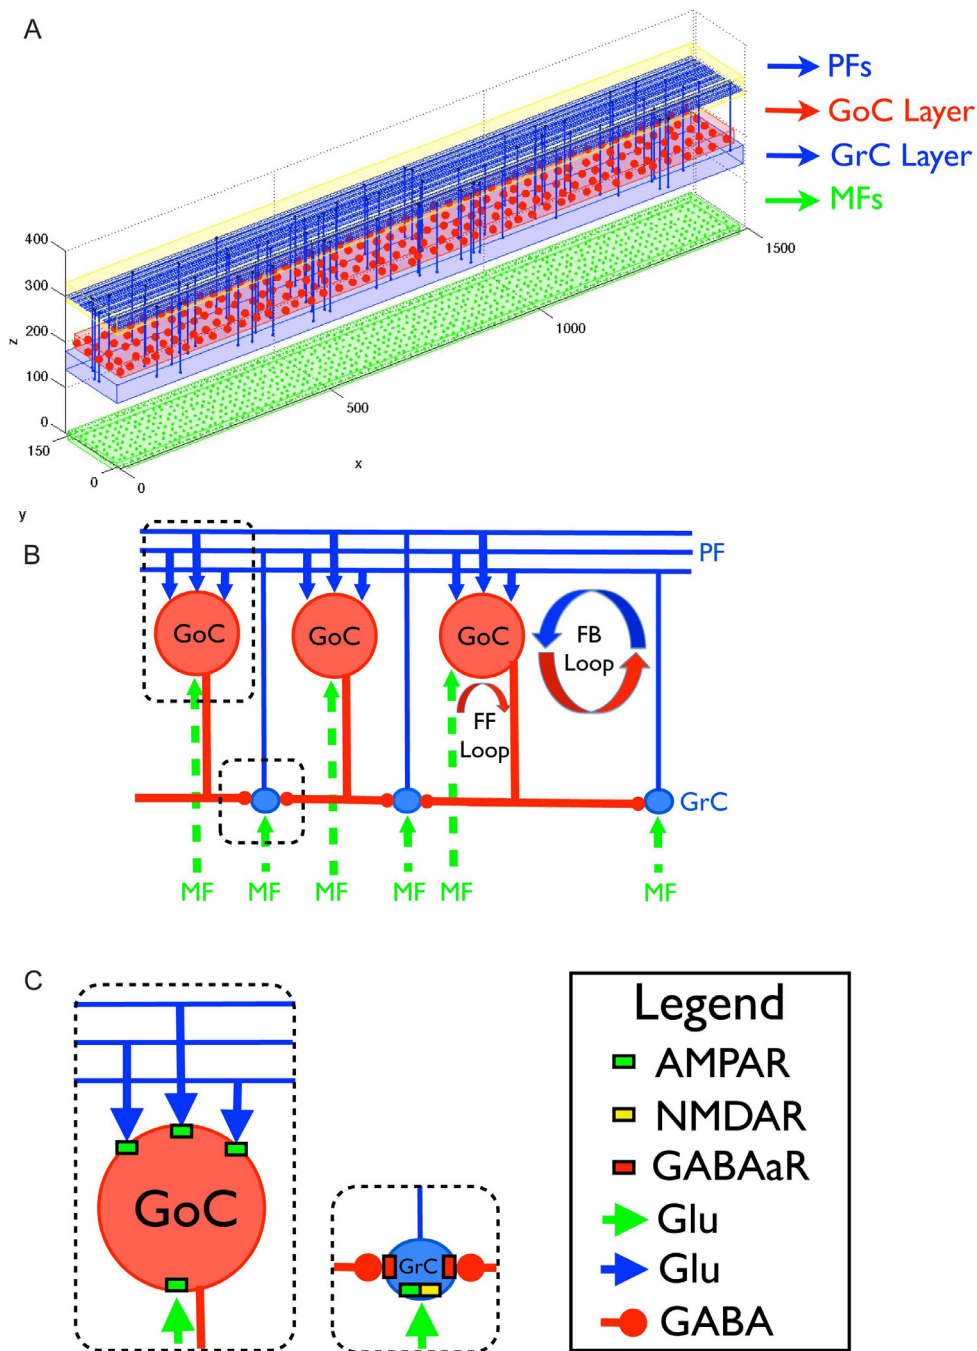 A
PFs
GoC Layer
GrC Layer
MFs
400
300
200
100
0
z
150
0
0
500
1000
1500
x
y
B
PF
GoC
GoC
GoC
FB
Loop
FF
Loop
GrC
MF
MF
MF
MF
MF
MF
C
GoC
GrC
Legend
AMPAR
NMDAR
GABAaR
Glu
Glu
GABA